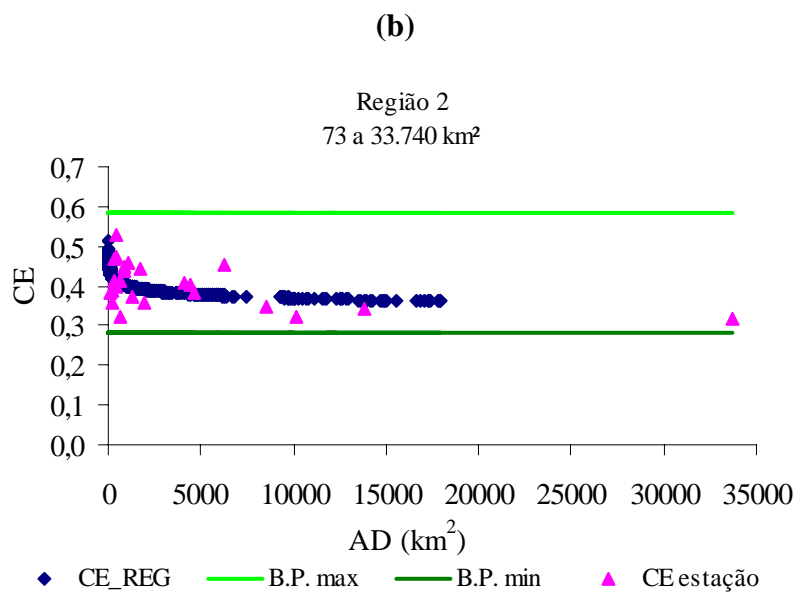 (b)
Região 2
73 a 33.740 km²
0,7
0,6
0,5
0,4
0,3
0,2
0,1
0,0
CE
0 5000 10000 15000 20000 25000 30000 35000
AD (km²)
CE_REG B.P. max B.P. min CE estação